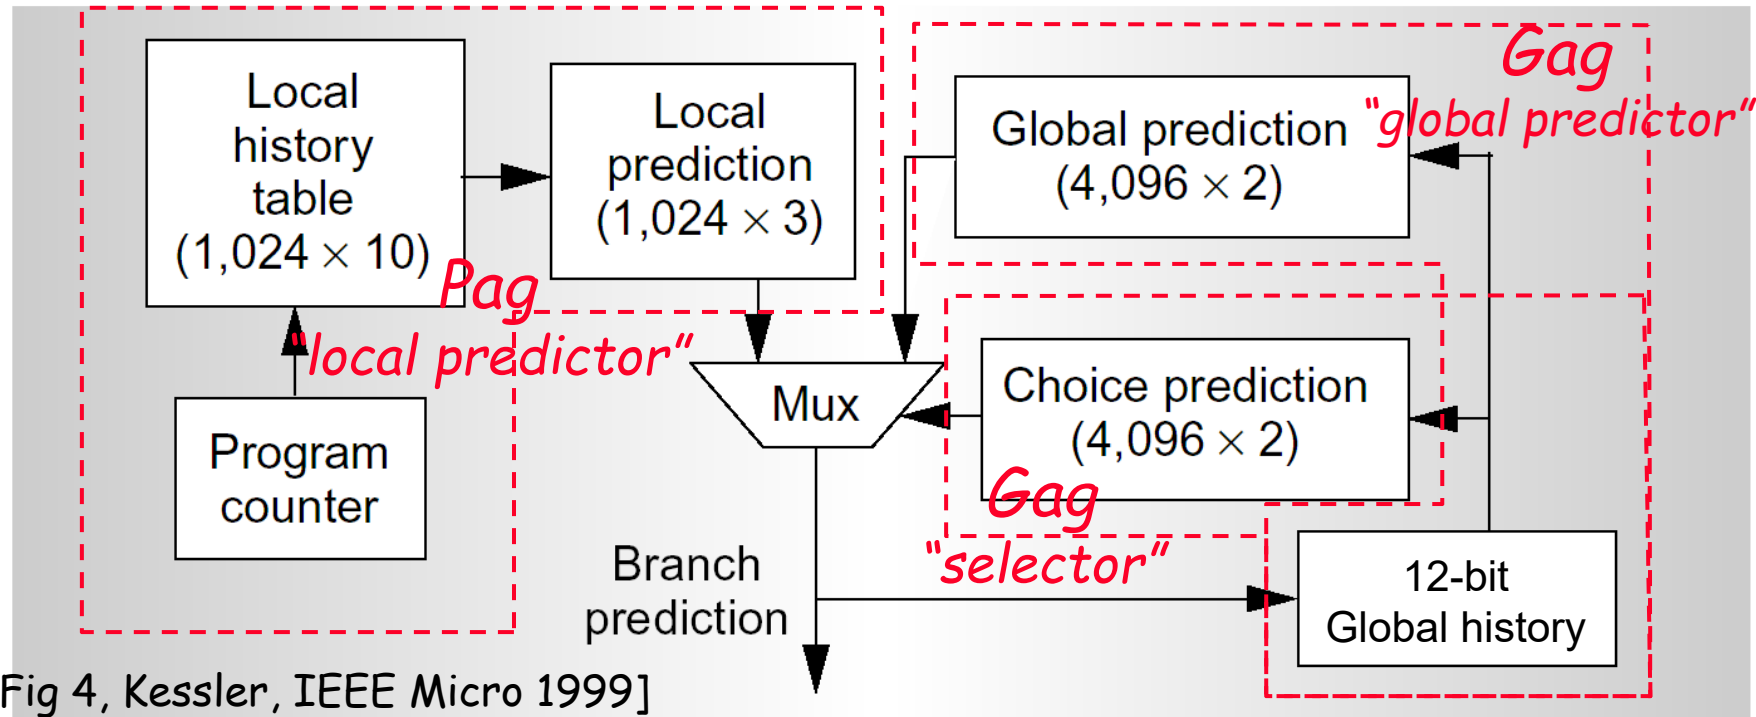 Local
history
table
(1,024 × 10)
Local
prediction
(1,024 × 3)
Pag
“local predictor”
Program
counter
Global prediction
(4,096 × 2)
Gag
“global predictor”
Mux
Choice prediction
(4,096 × 2)
Gag
“selector”
Branch
prediction
12-bit
Global history
Fig 4, Kessler, IEEE Micro 1999]